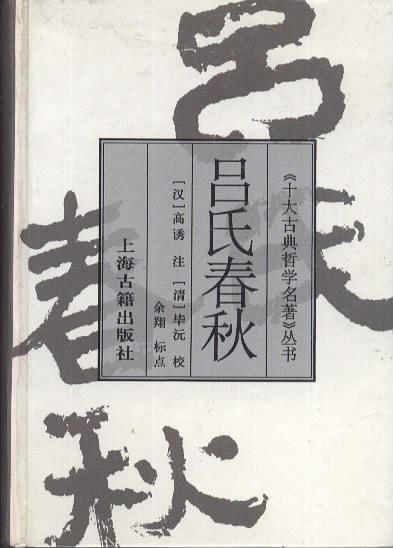 吕氏
春秋
《十大古典哲学名著》丛书
吕氏春秋
[汉]高诱 注 [清]毕沅 校
余翔 标点
上海古籍出版社